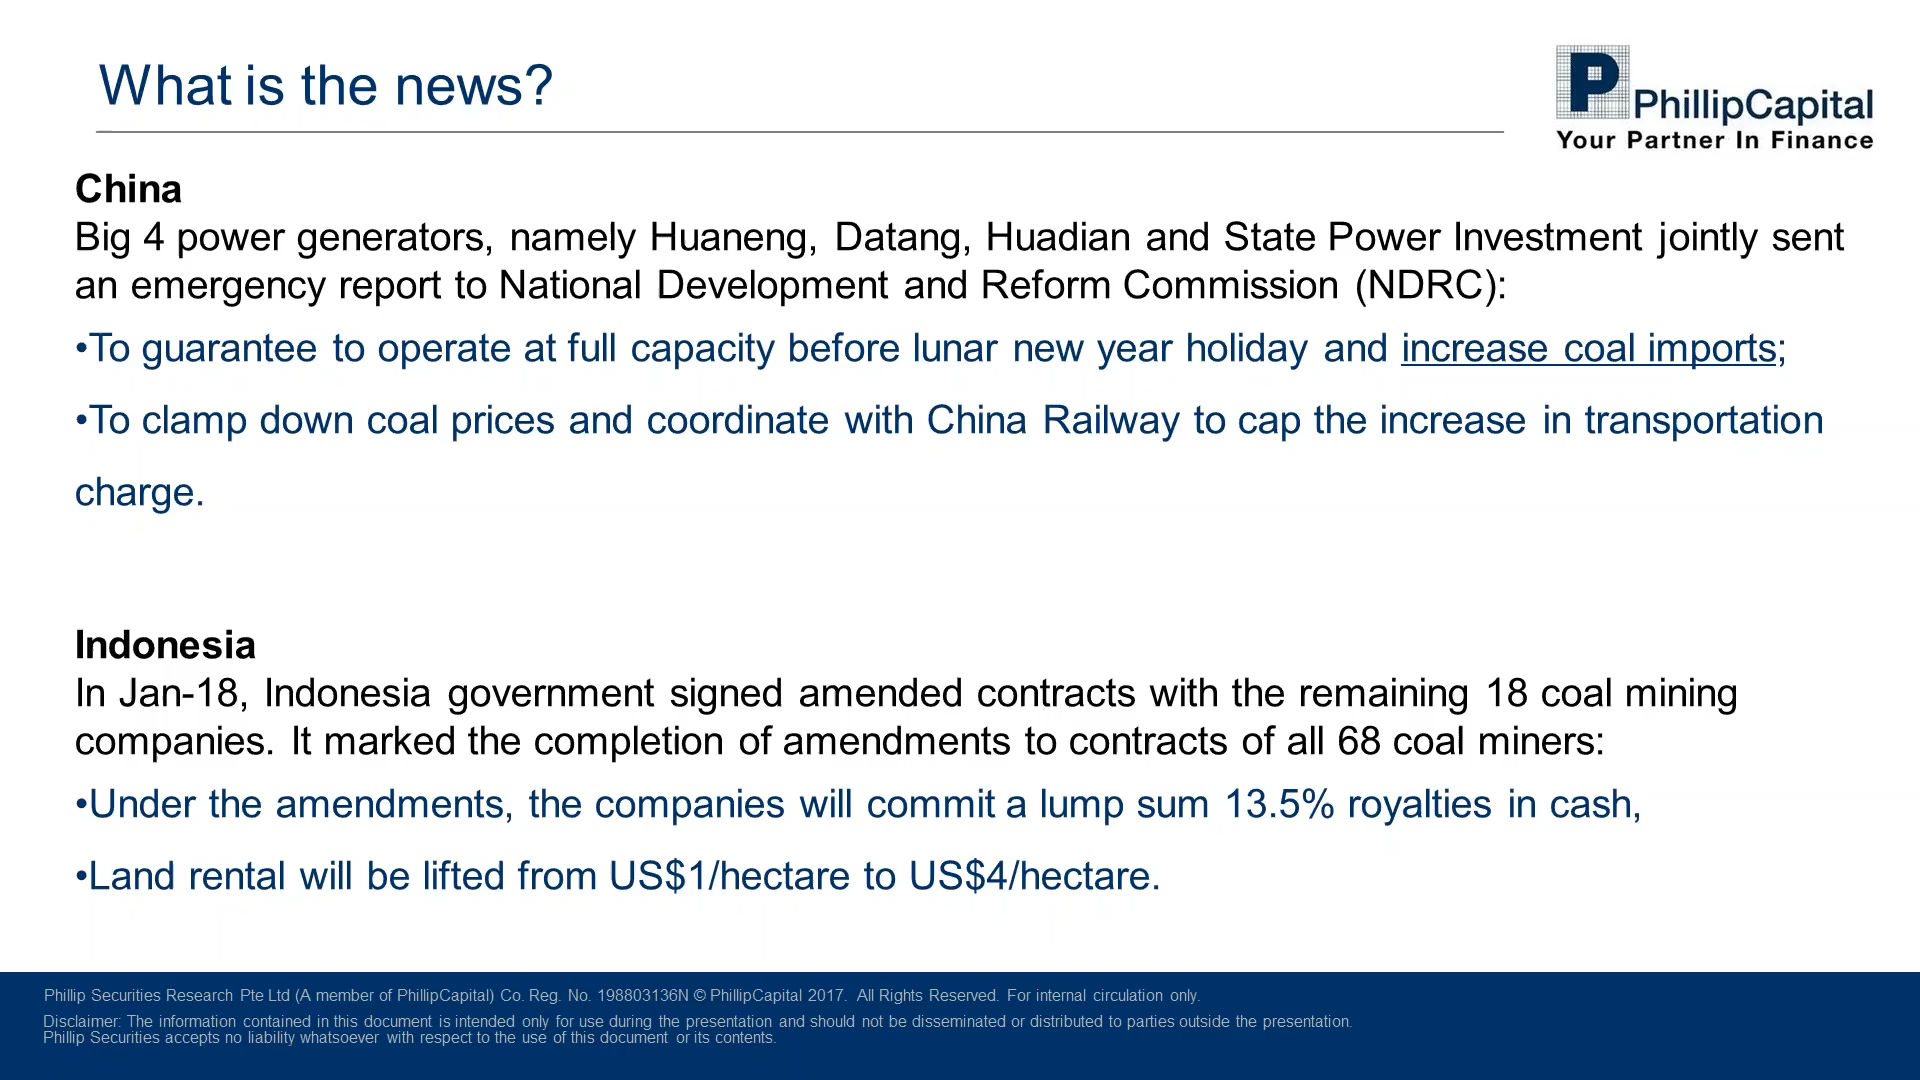 What is the news?
P
PhillipCapital
Your Partner In Finance
China
Big 4 power generators, namely Huaneng, Datang, Huadian and State Power Investment jointly sent
an emergency report to National Development and Reform Commission (NDRC):
•To guarantee to operate at full capacity before lunar new year holiday and increase coal imports;
•To clamp down coal prices and coordinate with China Railway to cap the increase in transportation
charge.
Indonesia
In Jan-18, Indonesia government signed amended contracts with the remaining 18 coal mining
companies. It marked the completion of amendments to contracts of all 68 coal miners:
•Under the amendments, the companies will commit a lump sum 13.5% royalties in cash,
•Land rental will be lifted from US$1/hectare to US$4/hectare.
Phillip Securities Research Pte Ltd (A member of PhillipCapital) Co. Reg. No. 198803136N © PhillipCapital 2017. All Rights Reserved. For internal circulation only.
Disclaimer: The information contained in this document is intended only for use during the presentation and should not be disseminated or distributed to parties outside the presentation.
Phillip Securities accepts no liability whatsoever with respect to the use of this document or its contents.